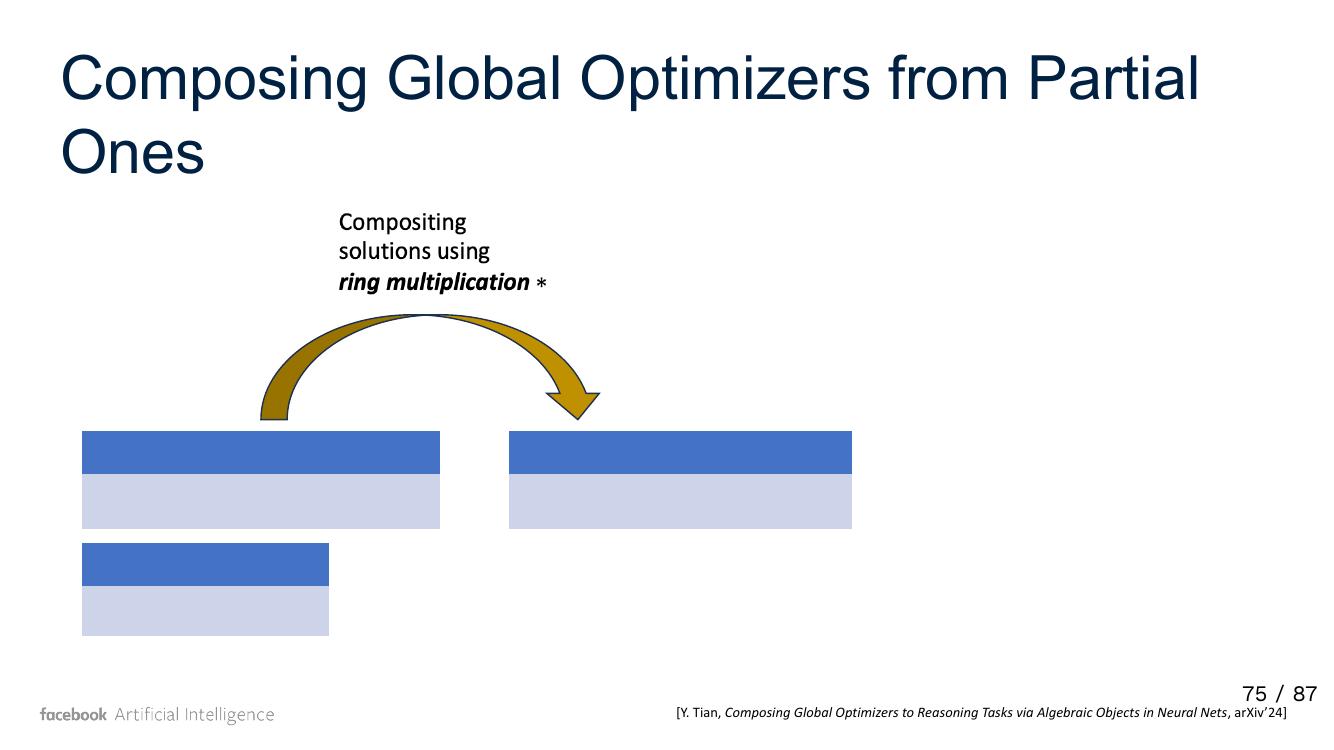 Composing Global Optimizers from Partial
Ones
Compositing
solutions using
ring multiplication *
75 / 87
facebook Artificial Intelligence
[Y. Tian, Composing Global Optimizers to Reasoning Tasks via Algebraic Objects in Neural Nets, arXiv’24]